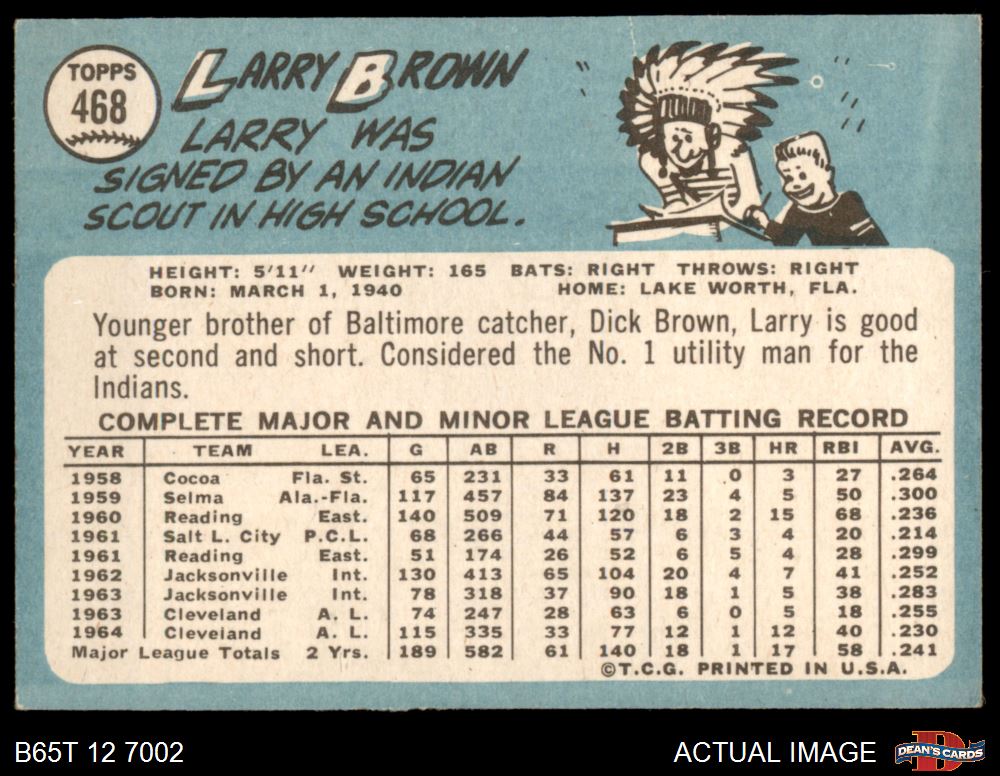 TOPPS
468
LARRY BROWN
LARRY WAS
SIGNED BY AN INDIAN
SCOUT IN HIGH SCHOOL.
HEIGHT: 5'11" WEIGHT: 165 BATS: RIGHT THROWS: RIGHT
BORN: MARCH 1, 1940 HOME: LAKE WORTH, FLA.
Younger brother of Baltimore catcher, Dick Brown, Larry is good
at second and short. Considered the No. 1 utility man for the
Indians.
COMPLETE MAJOR AND MINOR LEAGUE BATTING RECORD
YEAR TEAM LEA. G AB R H 2B 3B HR RBI AVG.
1958 Cocoa Fla. St. 65 231 33 61 11 0 3 27 .264
1959 Selma Ala.-Fla. 117 457 84 137 23 4 5 50 .300
1960 Reading East. 140 509 71 120 18 2 15 68 .236
1961 Salt L. City P.C.L. 68 266 44 57 6 3 4 20 .214
1961 Reading East. 51 174 26 52 6 5 4 28 .299
1962 Jacksonville Int. 130 413 65 104 20 4 7 41 .252
1963 Jacksonville Int. 78 318 37 90 18 1 5 38 .283
1963 Cleveland A. L. 74 247 28 63 6 0 5 18 .255
1964 Cleveland A. L. 115 335 33 77 12 1 12 40 .230
Major League Totals 2 Yrs. 189 582 61 140 18 1 17 58 .241
©T.C.G. PRINTED IN U.S.A.
B65T 12 7002
ACTUAL IMAGE
D
DEAN'S CARDS